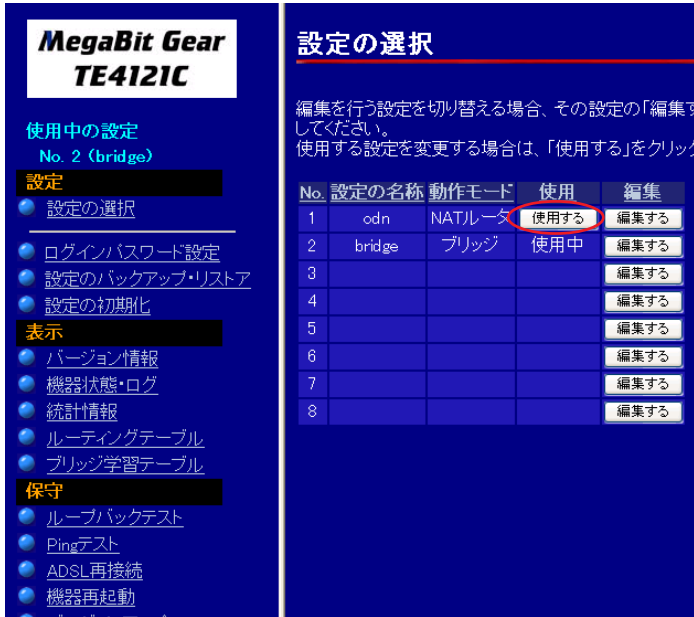 MegaBit Gear
TE4121C
使用中の設定
No. 2 (bridge)
設定
設定の選択
ログインパスワード設定
設定のバックアップ・リストア
設定の初期化
表示
バージョン情報
機器状態・ログ
統計情報
ルーティングテーブル
ブリッジ学習テーブル
保守
ループバックテスト
Pingテスト
ADSL再接続
機器再起動
設定の選択
編集を行う設定を切り替える場合、その設定の「編集す
してください。
使用する設定を変更する場合は、「使用する」をクリック
No. 設定の名称 動作モード 使用 編集
1 odn NATルータ 使用する 編集する
2 bridge ブリッジ 使用中 編集する
3 編集する
4 編集する
5 編集する
6 編集する
7 編集する
8 編集する